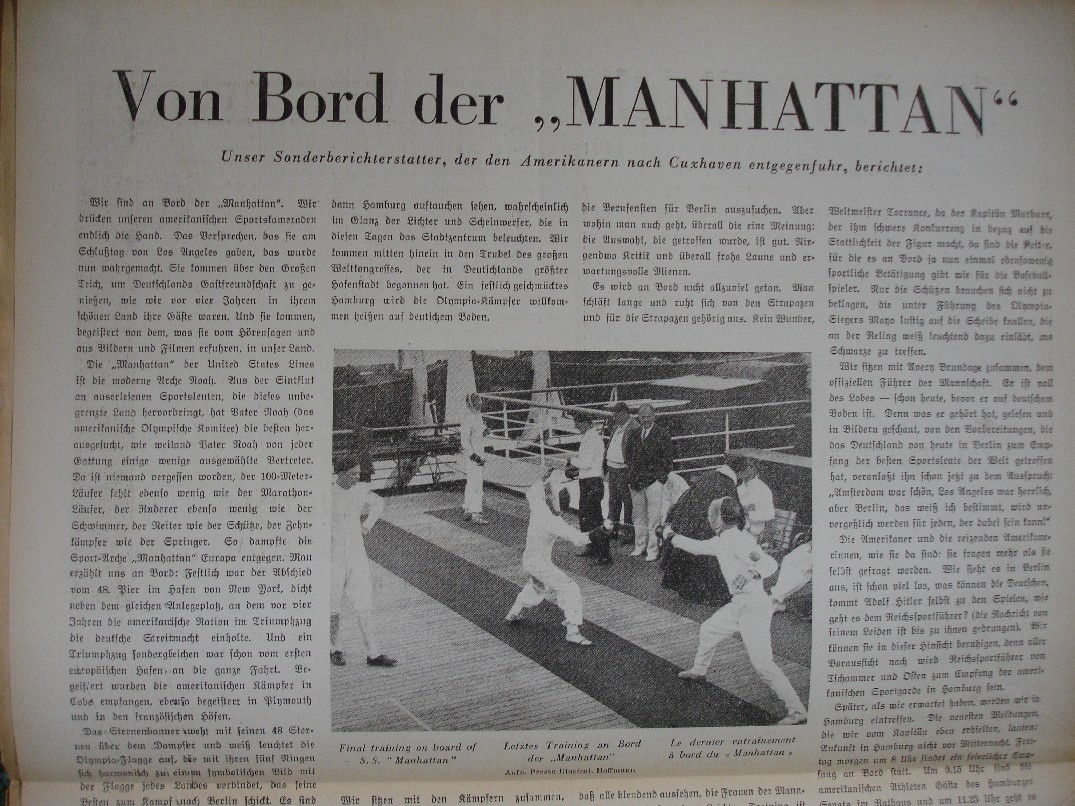 Von Bord der „MANHATTAN“
Unser Sonderberichterstatter, der den Amerikanern nach Cuxhaven entgegenfuhr, berichtet:
Wir sind an Bord der „Manhattan“. Wir
drücken unseren amerikanischen Sportskameraden
endlich die Hand. Das Versprechen, das sie am
Schlußtag von Los Angeles gaben, das wurde
nun wahrgemacht. Sie kommen über den Großen
Teich, um Deutschlands Gastfreundschaft zu ge-
nießen, wie wir vor vier Jahren in ihrem
schönen Land ihre Gäste waren. Und sie kommen,
begeistert von dem, was sie vom Hörensagen und
aus Bildern und Filmen erfuhren, in unser Land.
Die „Manhattan“ der United States Lines
ist die moderne Arche Noah. Aus der Sintflut
an auserlesenen Sportsleuten, die dieses unbe-
grenzte Land hervorbringt, hat Vater Noah (das
amerikanische Olympische Komitee) die besten her-
ausgesucht, wie weiland Vater Noah von jeder
Gattung einige wenige ausgewählte Vertreter.
Da ist niemand vergessen worden, der 100-Meter-
Läufer fehlt ebenso wenig wie der Marathon-
Läufer, der Ruderer ebenso wenig wie der
Schwimmer, der Reiter wie der Schütze, der Zehn-
kämpfer wie der Springer. So dampfte die
Sport-Arche „Manhattan“ Europa entgegen. Man
erzählt uns an Bord: Festlich war der Abschied
vom 48. Pier im Hafen von New York, dicht
neben dem gleichen Anlegeplatz, an dem vor vier
Jahren die amerikanische Nation im Triumphzug
die deutsche Streitmacht einholte. Und ein
Triumphzug sondergleichen war schon vom ersten
europäischen Hafen an die ganze Fahrt. Be-
geistert wurden die amerikanischen Kämpfer in
Cobh empfangen, ebenso begeistert in Plymouth
und in den französischen Häfen.
Das Sternenbanner weht mit seinen 48 Ster-
nen über dem Dampfer und weiß leuchtet die
Olympia-Flagge auf, die mit ihren fünf Ringen
sich harmonisch zu einem symbolischen Bild mit
der Flagge jedes Landes verbindet, das seine
Besten zum Kampf nach Berlin schickt. Es sind
dann Hamburg auftauchen sehen, wahrscheinlich
im Glanz der Lichter und Scheinwerfer, die in
diesen Tagen das Stadtzentrum beleuchten. Wir
kommen mitten hinein in den Trubel des großen
Weltkongresses, der in Deutschlands größter
Hafenstadt begonnen hat. Ein festlich geschmücktes
Hamburg wird die Olympia-Kämpfer willkom-
men heißen auf deutschem Boden.
die Berufensten für Berlin auszusuchen. Aber
wohin man auch geht, überall die eine Meinung:
die Auswahl, die getroffen wurde, ist gut. Nir-
gendwo Kritik und überall frohe Laune und er-
wartungsvolle Mienen.
Es wird an Bord nicht allzuviel getan. Man
schläft lange und ruht sich von den Strapazen
und für die Strapazen gehörig aus. Kein Wunder,
Final training on board of
S. S. "Manhattan"
Letztes Training an Bord
der „Manhattan“
Le dernier entrainement
à bord du « Manhattan »
Aufn. Presse Illustrat. Hoffmann
Wir sitzen mit den Kämpfern zusammen,
daß alle blendend aussehen, die Frauen der Mann-
Weltmeister Torrance, da der Kapitän
der ihm schwere Konkurrenz in bezug auf die
Stattlichkeit der Figur macht, da sind die
für die es an Bord ja nun einmal ebensowenig
sportliche Betätigung gibt wie für die Baseball-
spieler. Nur die Schützen brauchen sich nicht zu
beklagen, die unter Führung des Olympia-
Siegers Mayo lustig auf die Scheibe knallen, die
an der Reling weiß leuchtend dazu einlädt, ins
Schwarze zu treffen.
Wir sitzen mit Avery Brundage zusammen, dem
offiziellen Führer der Mannschaft. Er ist voll
des Lobes — schon heute, bevor er auf deutschem
Boden ist. Denn was er gehört hat, gelesen und
in Bildern geschaut, von den Vorbereitungen, die
das Deutschland von heute in Berlin zum Emp-
fang der besten Sportsleute der Welt getroffen
hat, veranlaßt ihn schon jetzt zu dem Ausspruch:
„Amsterdam war schön, Los Angeles war herrlich,
aber Berlin, das weiß ich bestimmt, wird un-
vergeßlich werden für jeden, der dabei sein kann!“
Die Amerikaner und die reizenden Amerikane-
rinnen, wie sie da sind: sie fragen mehr als sie
selbst gefragt werden. Wie sieht es in Berlin
aus, ist schon viel los, was können die Deutschen,
kommt Adolf Hitler selbst zu den Spielen, wie
geht es dem Reichssportführer? (die Nachricht von
seinem Leiden ist bis zu ihnen gedrungen). Wir
können sie in dieser Hinsicht beruhigen, denn aller
Voraussicht nach wird Reichssportführer von
Tschammer und Osten zum Empfang der ameri-
kanischen Sportgarde in Hamburg sein.
Später, als wir erwartet haben, werden wir in
Hamburg eintreffen. Die neuesten Meldungen,
die wir vom Kapitän eben erhielten, lauten:
Ankunft in Hamburg nicht vor Mitternacht. Frei-
tag morgen um 8 Uhr findet ein feierlicher Emp-
fang an Bord statt. Um 9.15 Uhr sind die
amerikanischen Athleten Gäste des Hamburger
Senats im Rathaus und um 11.25 Uhr geht es